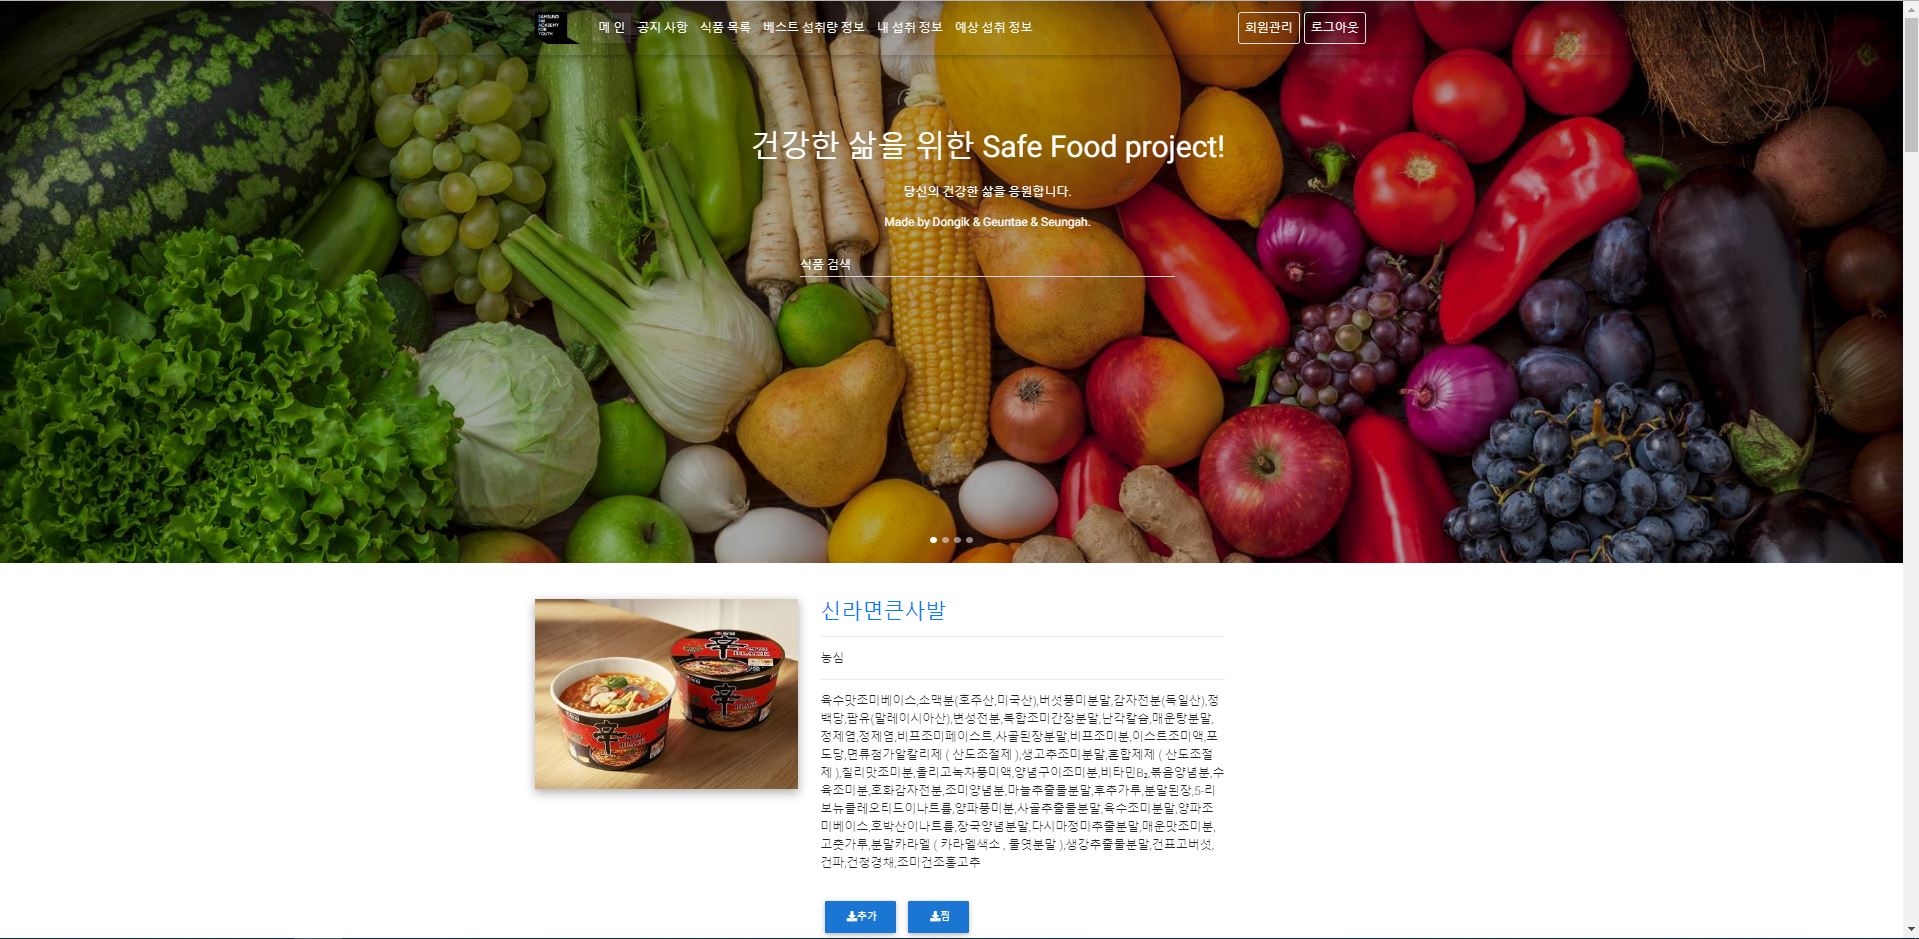 SAMSUNG
SW
ACADEMY
FOR
YOUTH
메 인 공지 사항 식품 목록 베스트 섭취량 정보 내 섭취 정보 예상 섭취 정보
회원관리 로그아웃
건강한 삶을 위한 Safe Food project!
당신의 건강한 삶을 응원합니다.
Made by Dongik & Geuntae & Seungah.
식품 검색
신라면큰사발
농심
육수맛조미베이스,소맥분(호주산,미국산),버섯풍미분말,감자전분(독일산),정
백당,팜유(말레이시아산),변성전분,복합조미간장분말,난각칼슘,매운탕분말,
정제염,정제염,비프조미페이스트,사골된장분말,비프조미분,이스트조미액,포
도당,면류첨가알칼리제 ( 산도조절제 ),생고추조미분말,혼합제제 ( 산도조절
제 ),칠리맛조미분,올리고녹차풍미액,양념구이조미분,비타민B₂,볶음양념분,수
육조미분,호화감자전분,조미양념분,마늘추출물분말,후추가루,분말된장,5-리
보뉴클레오티드이나트륨,양파풍미분,사골추출물분말,육수조미분말,양파조
미베이스,호박산이나트륨,장국양념분말,다시마정미추출분말,매운맛조미분,
고춧가루,분말카라멜 ( 카라멜색소 , 물엿분말 ),생강추출물분말,건표고버섯,
건파,건청경채,조미건조홍고추
辛
BLACK
辛
BLACK
辛
추가 찜